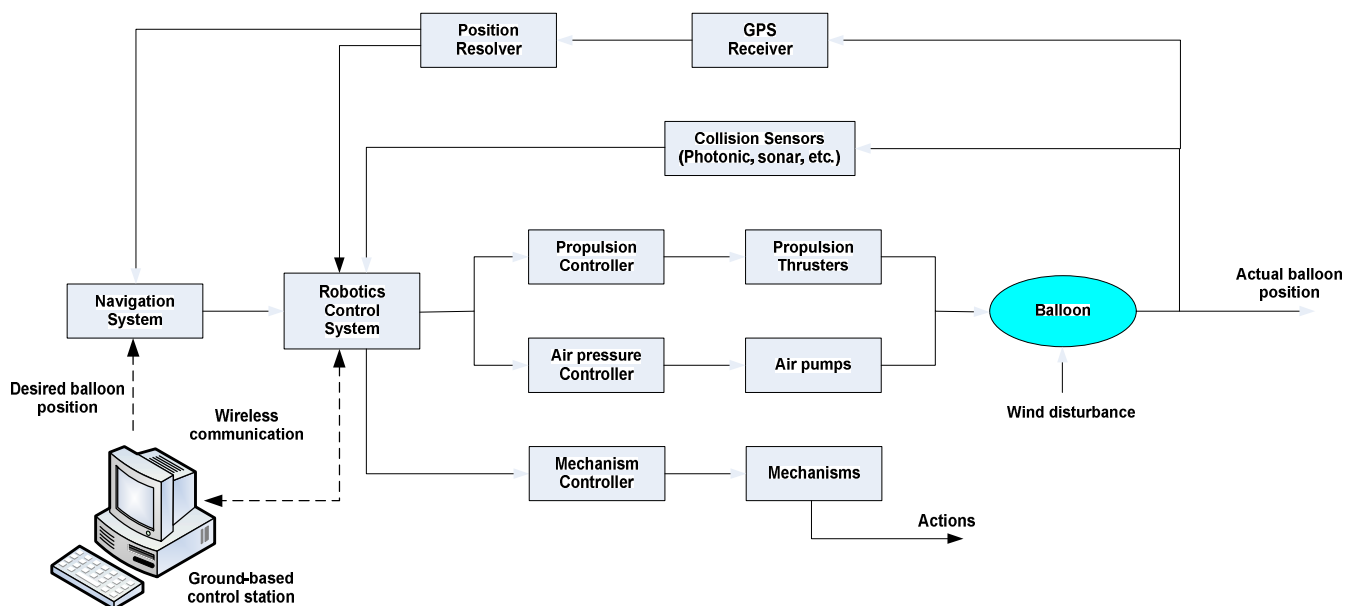 Position
Resolver
GPS
Receiver
Collision Sensors
(Photonic, sonar, etc.)
Propulsion
Controller
Propulsion
Thrusters
Navigation
System
Robotics
Control
System
Balloon
Actual balloon
position
Air pressure
Controller
Air pumps
Desired balloon
position
Wireless
communication
Wind disturbance
Mechanism
Controller
Mechanisms
Actions
Ground-based
control station